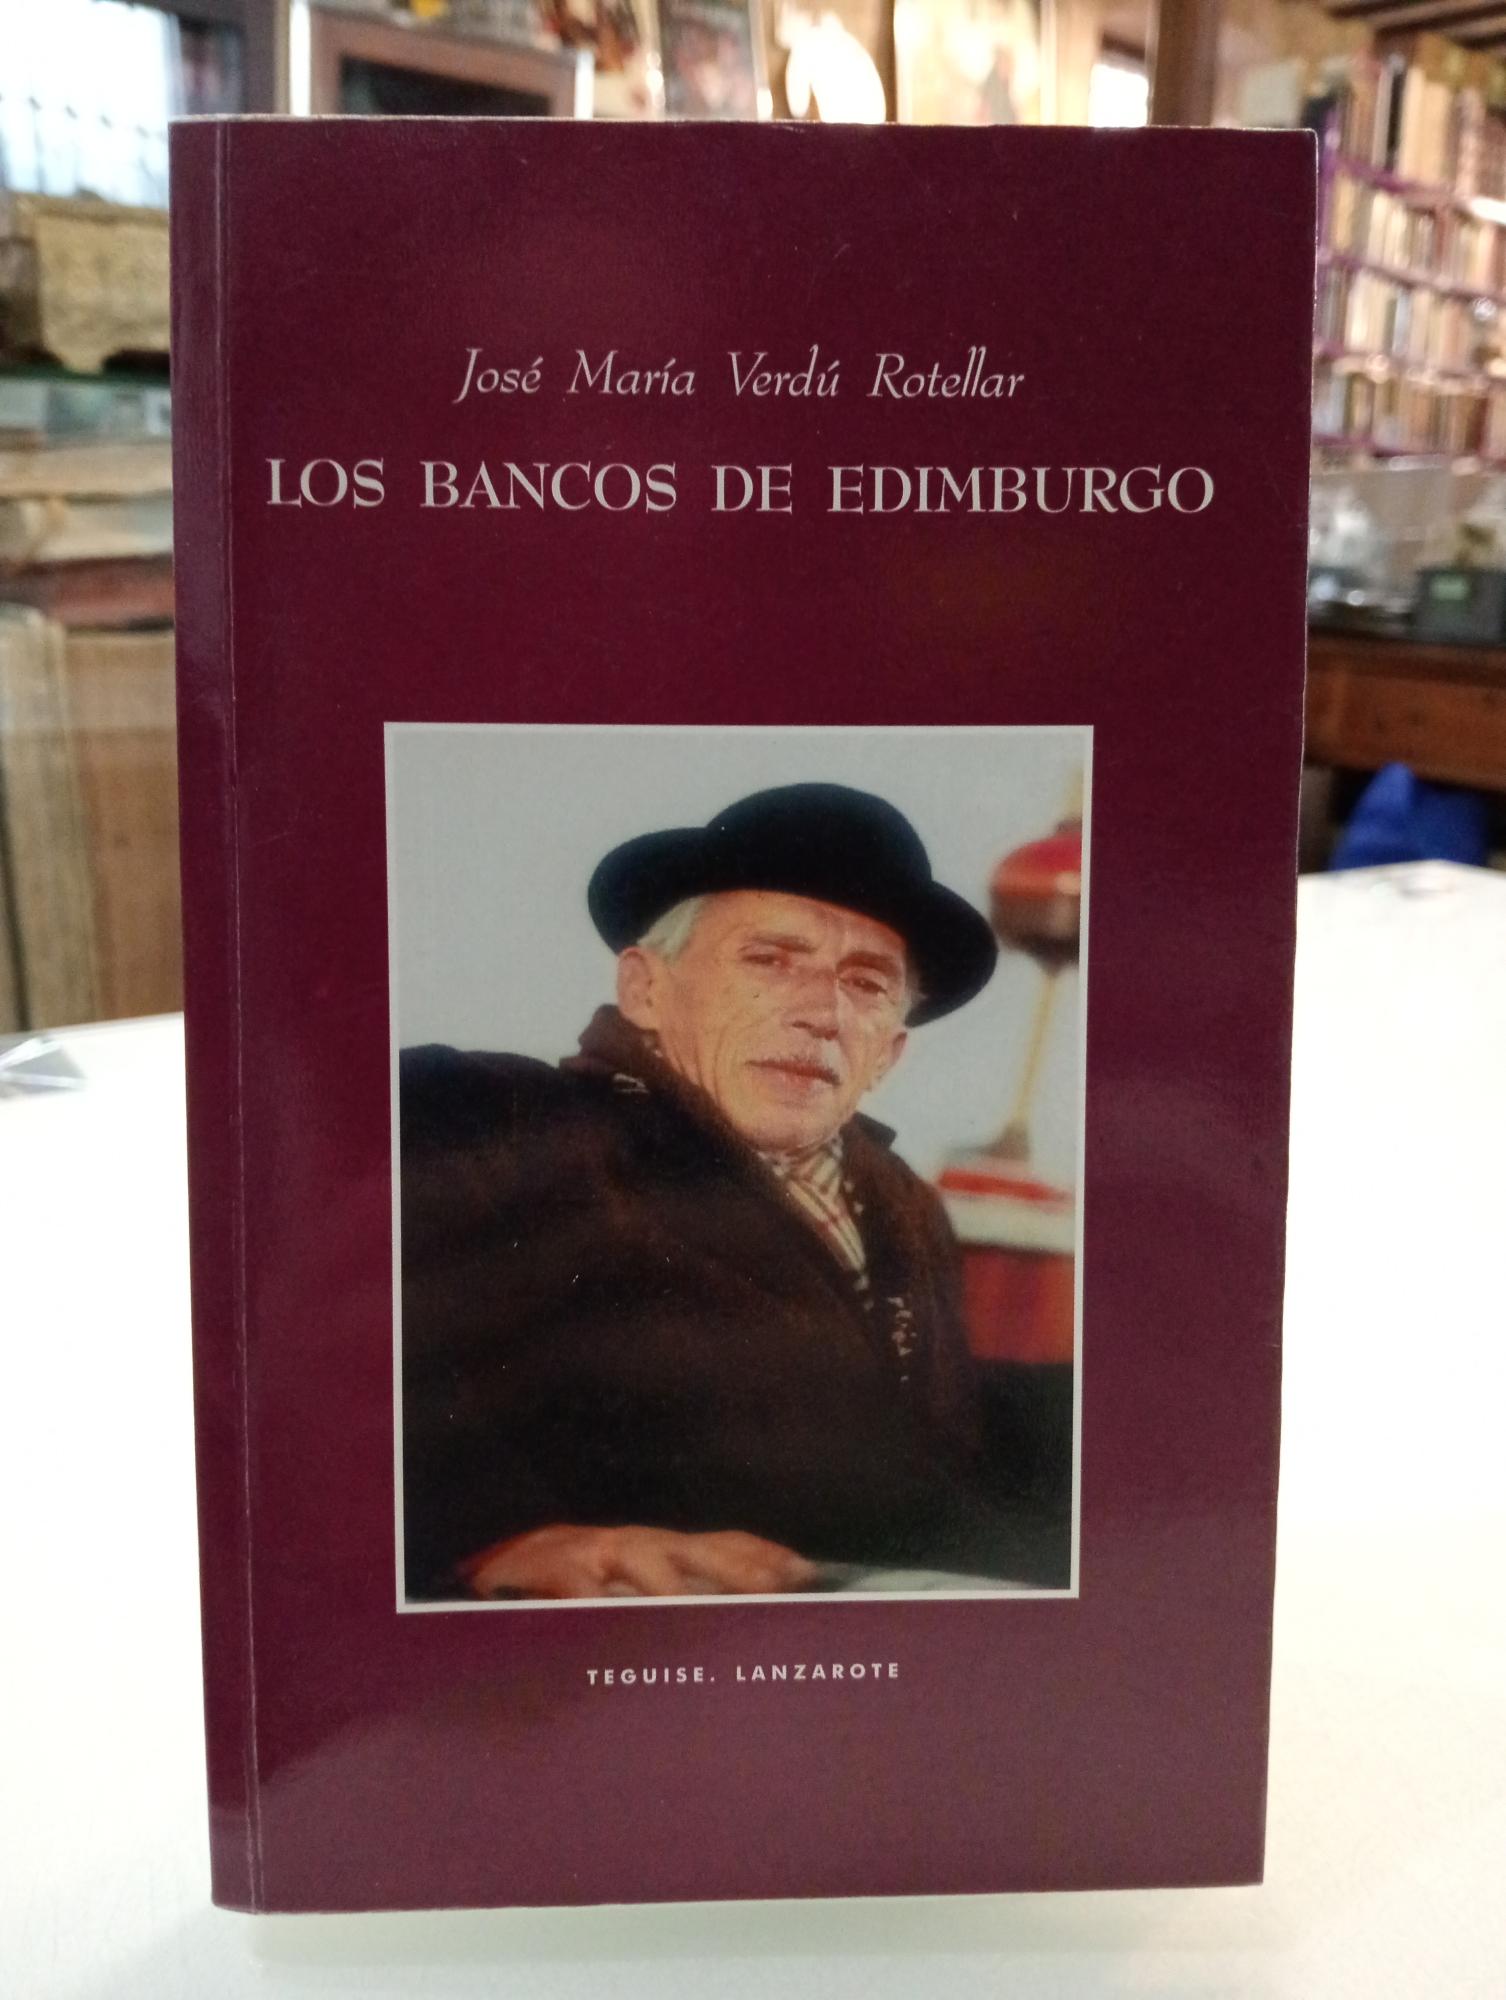 José María Verdú Rotellar
LOS BANCOS DE EDIMBURGO
TEGUISE. LANZAROTE